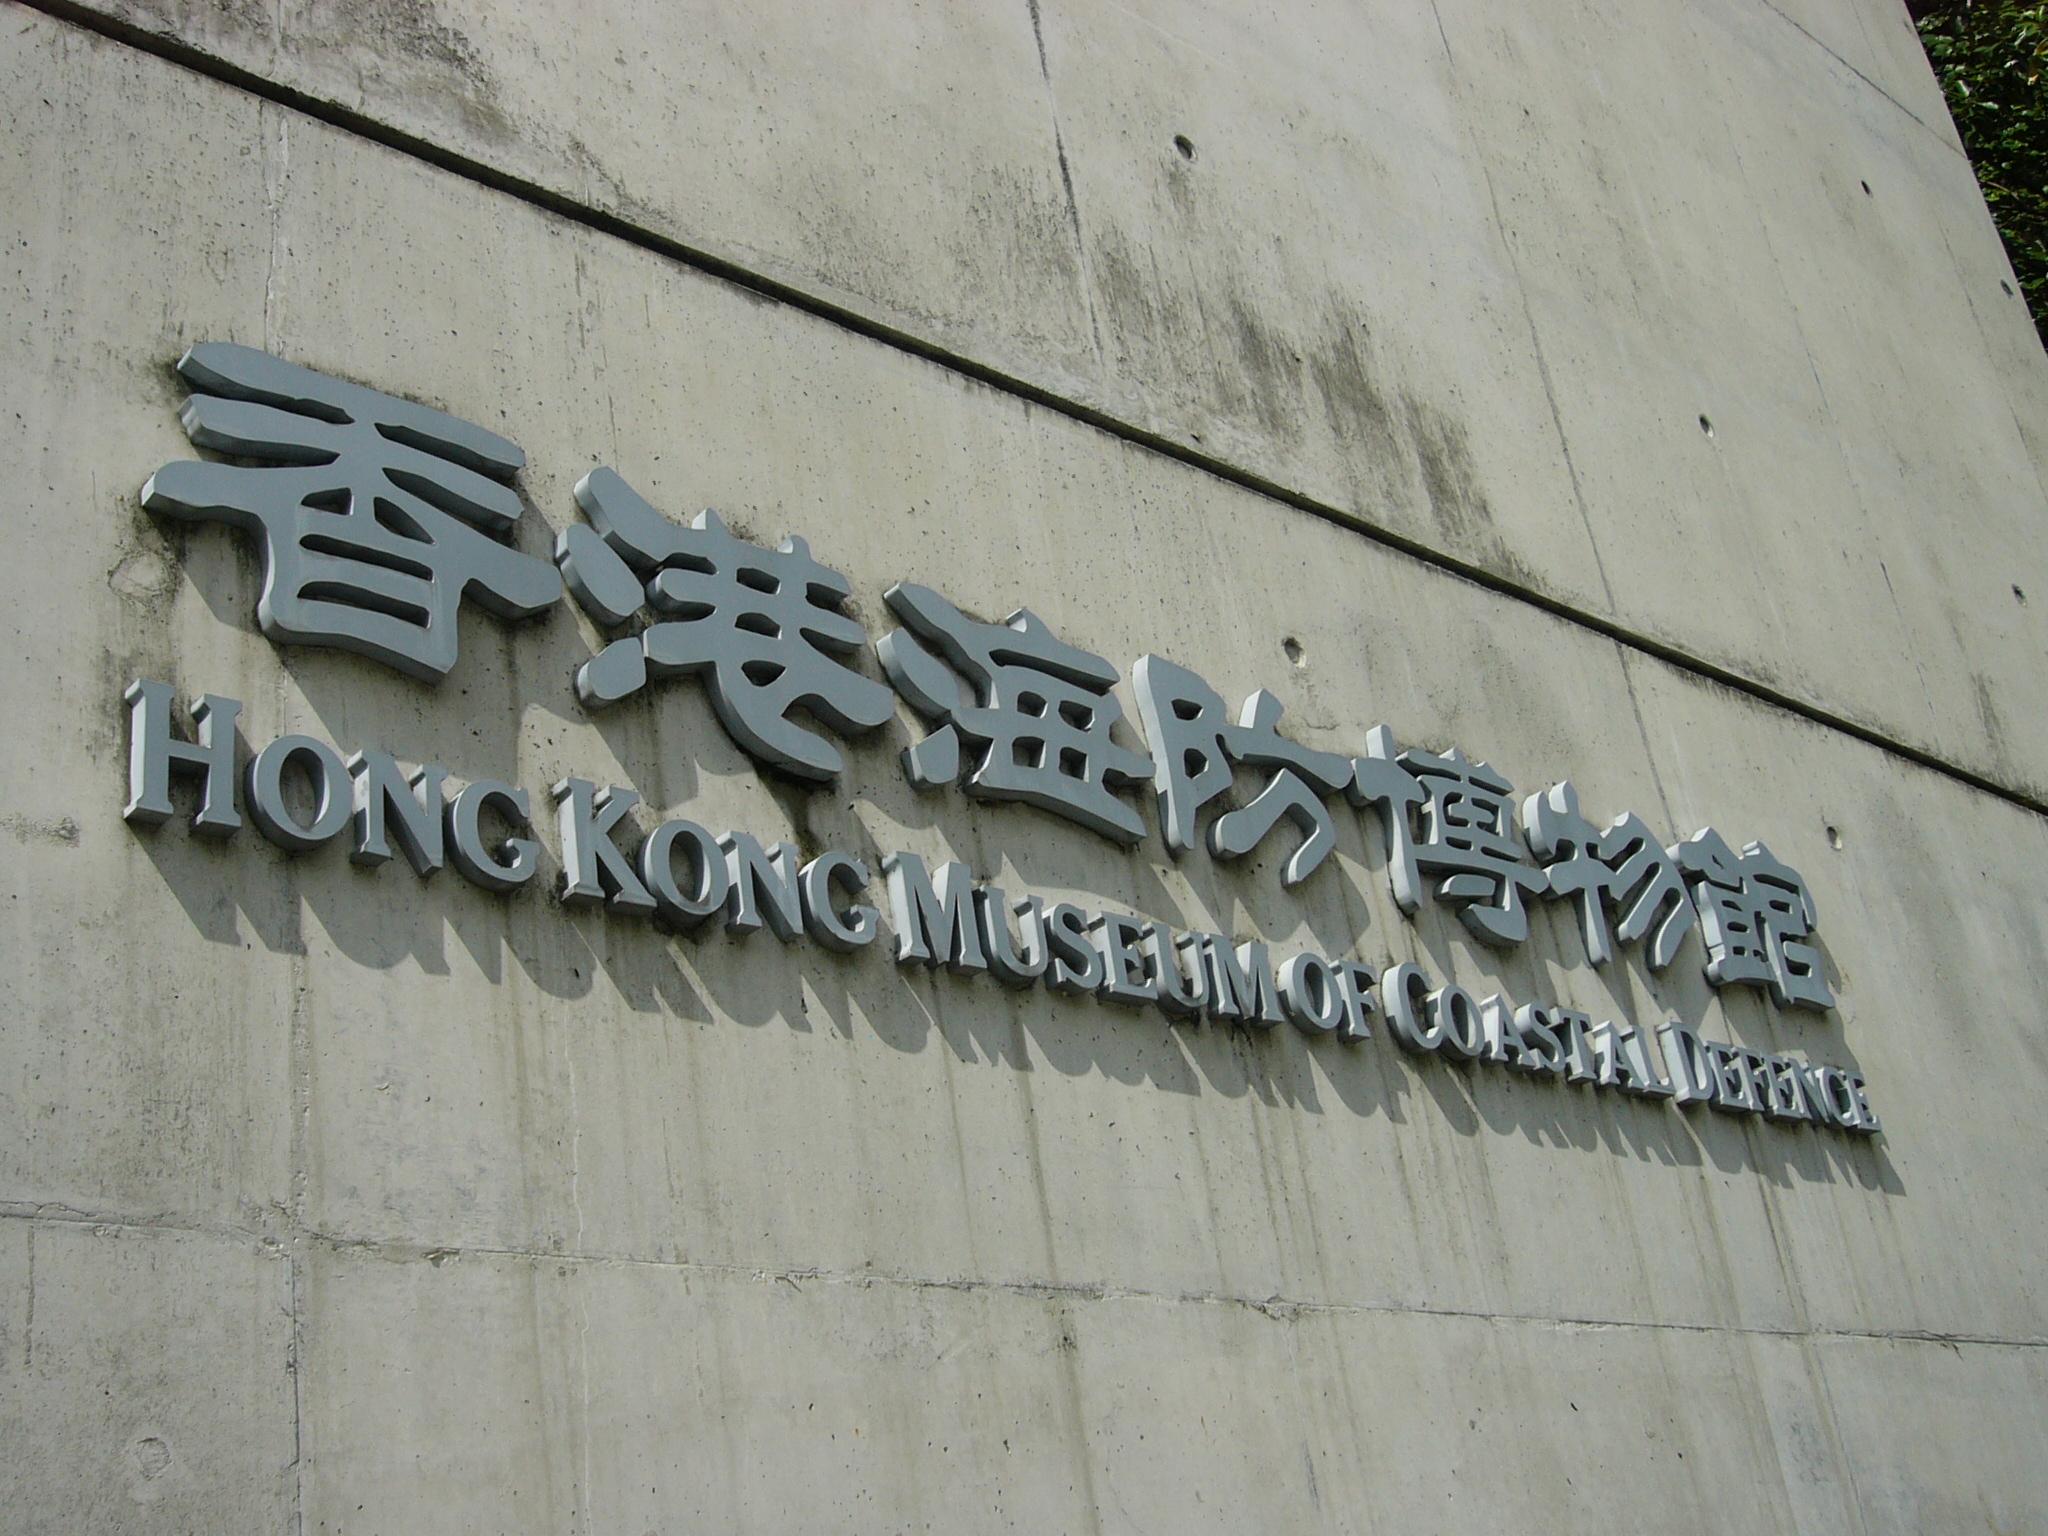 香港海防博物館
HONG KONG MUSEUM OF COASTAL DEFENCE